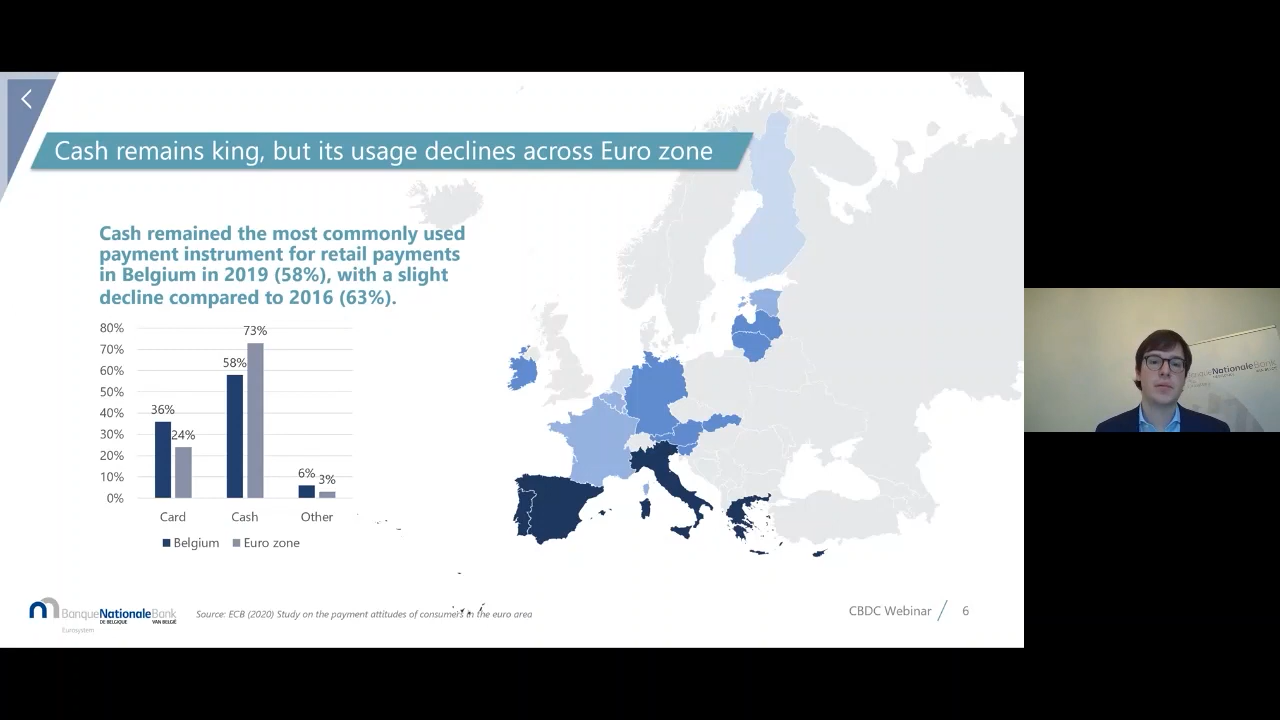 Cash remains king, but its usage declines across Euro zone
Cash remained the most commonly used
payment instrument for retail payments
in Belgium in 2019 (58%), with a slight
decline compared to 2016 (63%).
80%
70%
60%
50%
40%
30%
20%
10%
0%
36%
24%
58%
73%
6%
3%
Card
Cash
Other
Belgium
Euro zone
BanqueNationaleBank
DE BELGIQUE
VAN BELGIË
Eurosystem
Source: ECB (2020) Study on the payment attitudes of consumers in the euro area
CBDC Webinar
6
NationaleBank